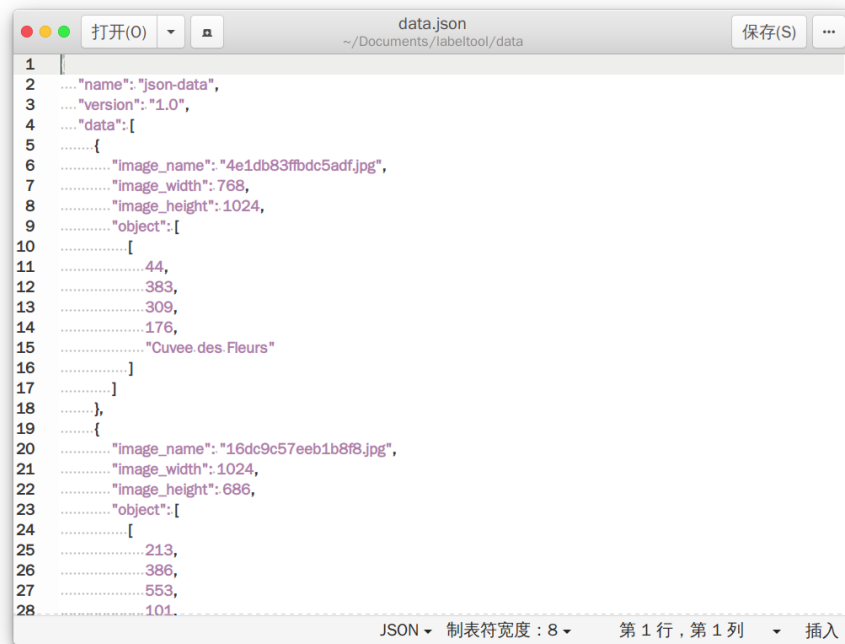 打开(O)
data.json
~/Documents/labeltool/data
保存(S)
1 {
2 "name": "json-data",
3 "version": "1.0",
4 "data": [
5 {
6 "image_name": "4e1db83ffbdc5adf.jpg",
7 "image_width": 768,
8 "image_height": 1024,
9 "object": [
10 [
11 44,
12 383,
13 309,
14 176,
15 "Cuvee des Fleurs"
16 ]
17 ]
18 },
19 {
20 "image_name": "16dc9c57eeb1b8f8.jpg",
21 "image_width": 1024,
22 "image_height": 686,
23 "object": [
24 [
25 213,
26 386,
27 553,
28 101,
JSON 制表符宽度：8 第 1 行，第 1 列 插入